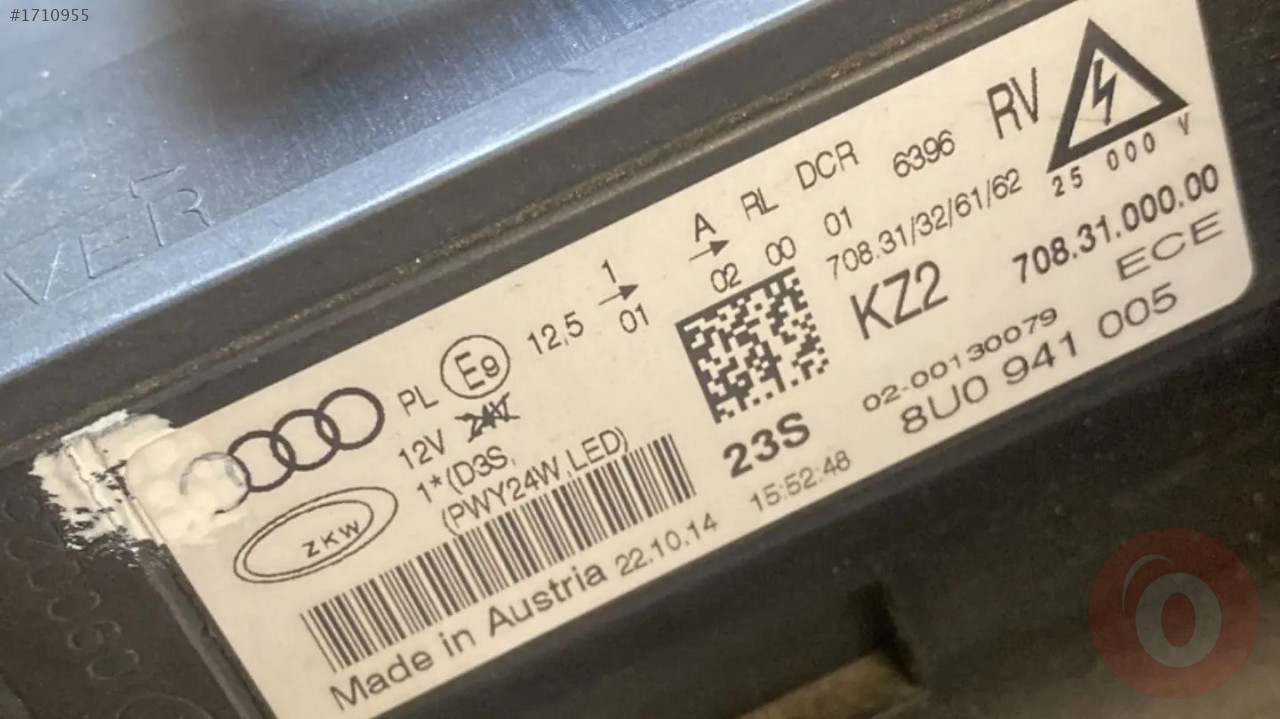 #1710955
VER
PL E9 12,5 1 A RL DCR 6396 RV
01 02 00 01
12V 24V
1*(D3S,
(PWY24W,LED)
708.31/32/61/62
25 000 V
KZ2 708.31.000.00
02-00130079 ECE
23S 8U0 941 005
ZKW
Made in Austria 22.10.14 15:52:48